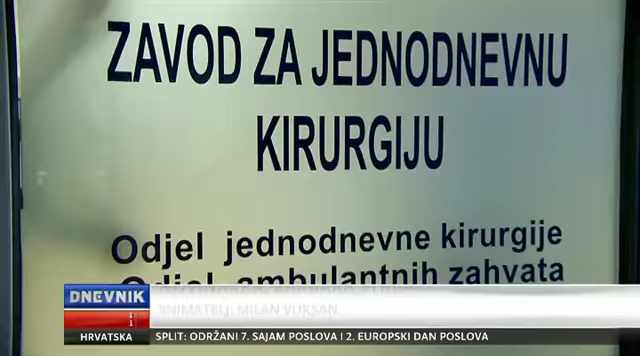 ZAVOD ZA JEDNODNEVNU
KIRURGIJU
Odjel jednodnevne kirurgije
Odjel ambulantnih zahvata
DNEVNIK
SNIMATELJ: MILAN VUKSAN
HRVATSKA
SPLIT: ODRŽANI 7. SAJAM POSLOVA I 2. EUROPSKI DAN POSLOVA